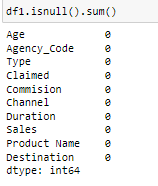 df1.isnull().sum()
Age 0
Agency_Code 0
Type 0
Claimed 0
Commision 0
Channel 0
Duration 0
Sales 0
Product Name 0
Destination 0
dtype: int64